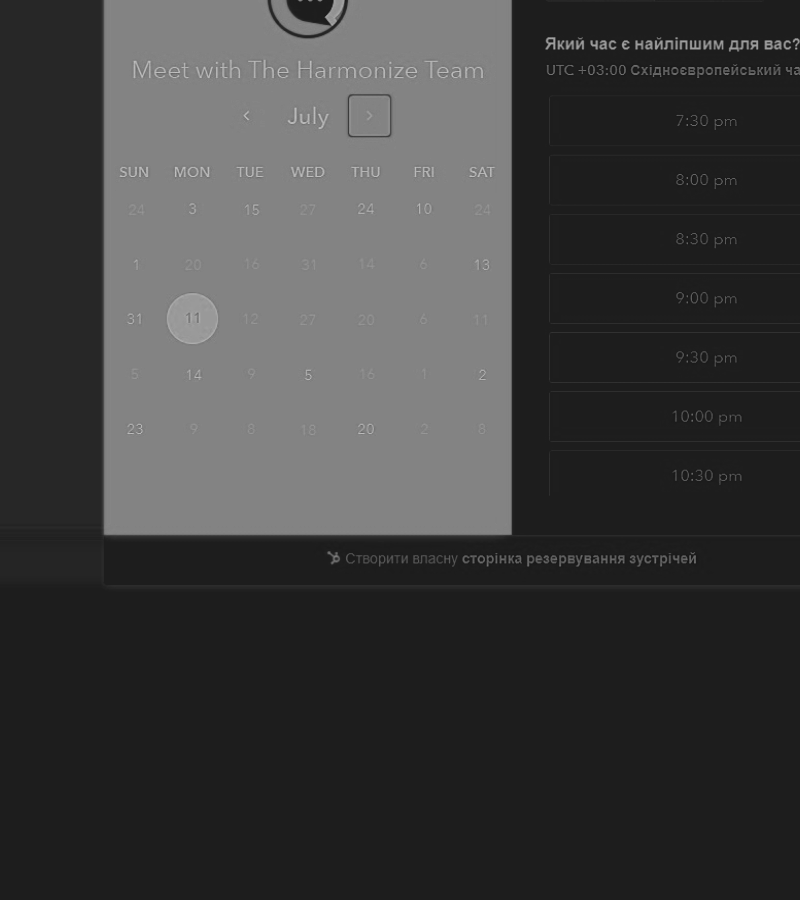 Meet with The Harmonize Team
July
SUN MON TUE WED THU FRI SAT
24 3 15 27 24 10 24
1 20 16 31 14 6 13
31 11 12 27 20 6 11
5 14 9 5 16 1 2
23 9 8 18 20 2 8
Який час є найліпшим для вас?
UTC +03:00 Східноєвропейський ча
7:30 pm
8:00 pm
8:30 pm
9:00 pm
9:30 pm
10:00 pm
10:30 pm
Створити власну сторінка резервування зустрічей